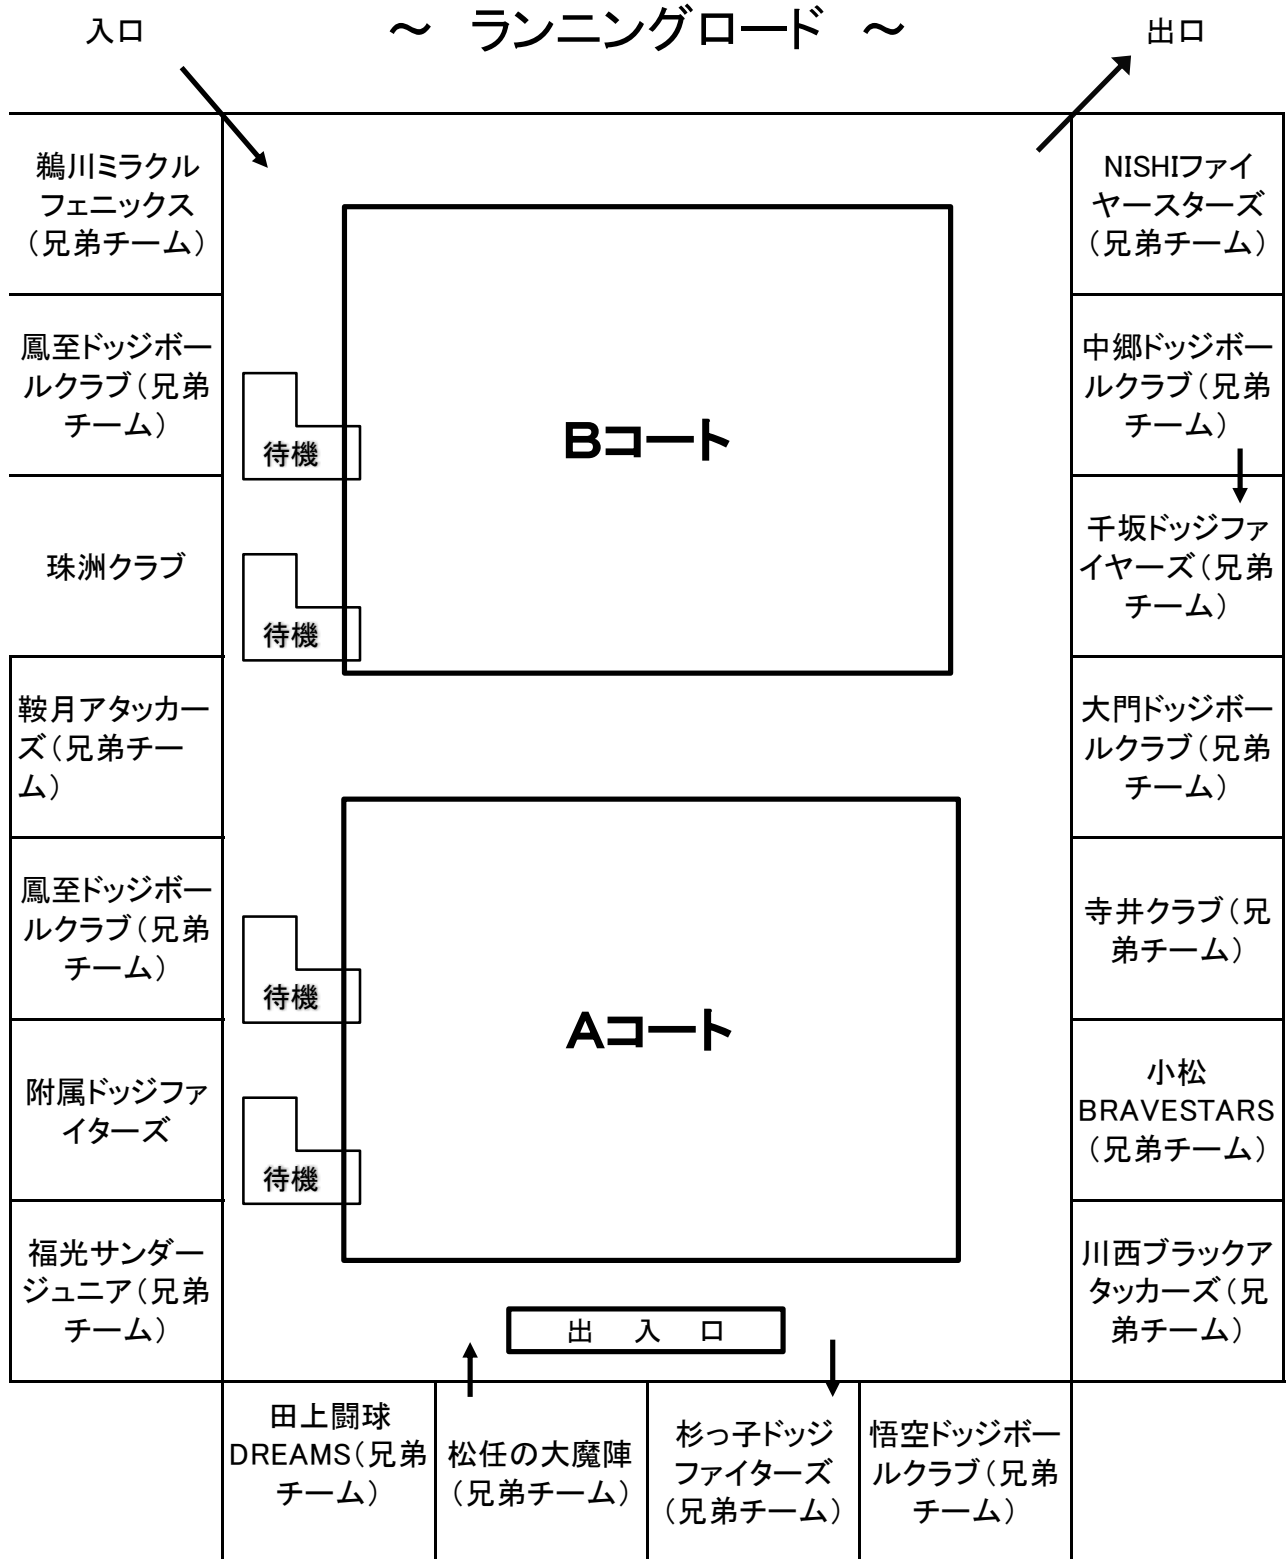 入口
～ ランニングロード ～
出口
鵜川ミラクル
フェニックス
（兄弟チーム）
鳳至ドッジボー
ルクラブ（兄弟
チーム）
珠洲クラブ
鞍月アタッカー
ズ（兄弟チー
ム）
鳳至ドッジボー
ルクラブ（兄弟
チーム）
附属ドッジファ
イターズ
福光サンダー
ジュニア（兄弟
チーム）
Bコート
待機
待機
Aコート
待機
待機
出 入 口
NISHIファイ
ヤースターズ
（兄弟チーム）
中郷ドッジボー
ルクラブ（兄弟
チーム）
千坂ドッジファ
イヤーズ（兄弟
チーム）
大門ドッジボー
ルクラブ（兄弟
チーム）
寺井クラブ（兄
弟チーム）
小松
BRAVESTARS
（兄弟チーム）
川西ブラックア
タッカーズ（兄
弟チーム）
田上闘球
DREAMS（兄弟
チーム）
松任の大魔陣
（兄弟チーム）
杉っ子ドッジ
ファイターズ
（兄弟チーム）
悟空ドッジボー
ルクラブ（兄弟
チーム）